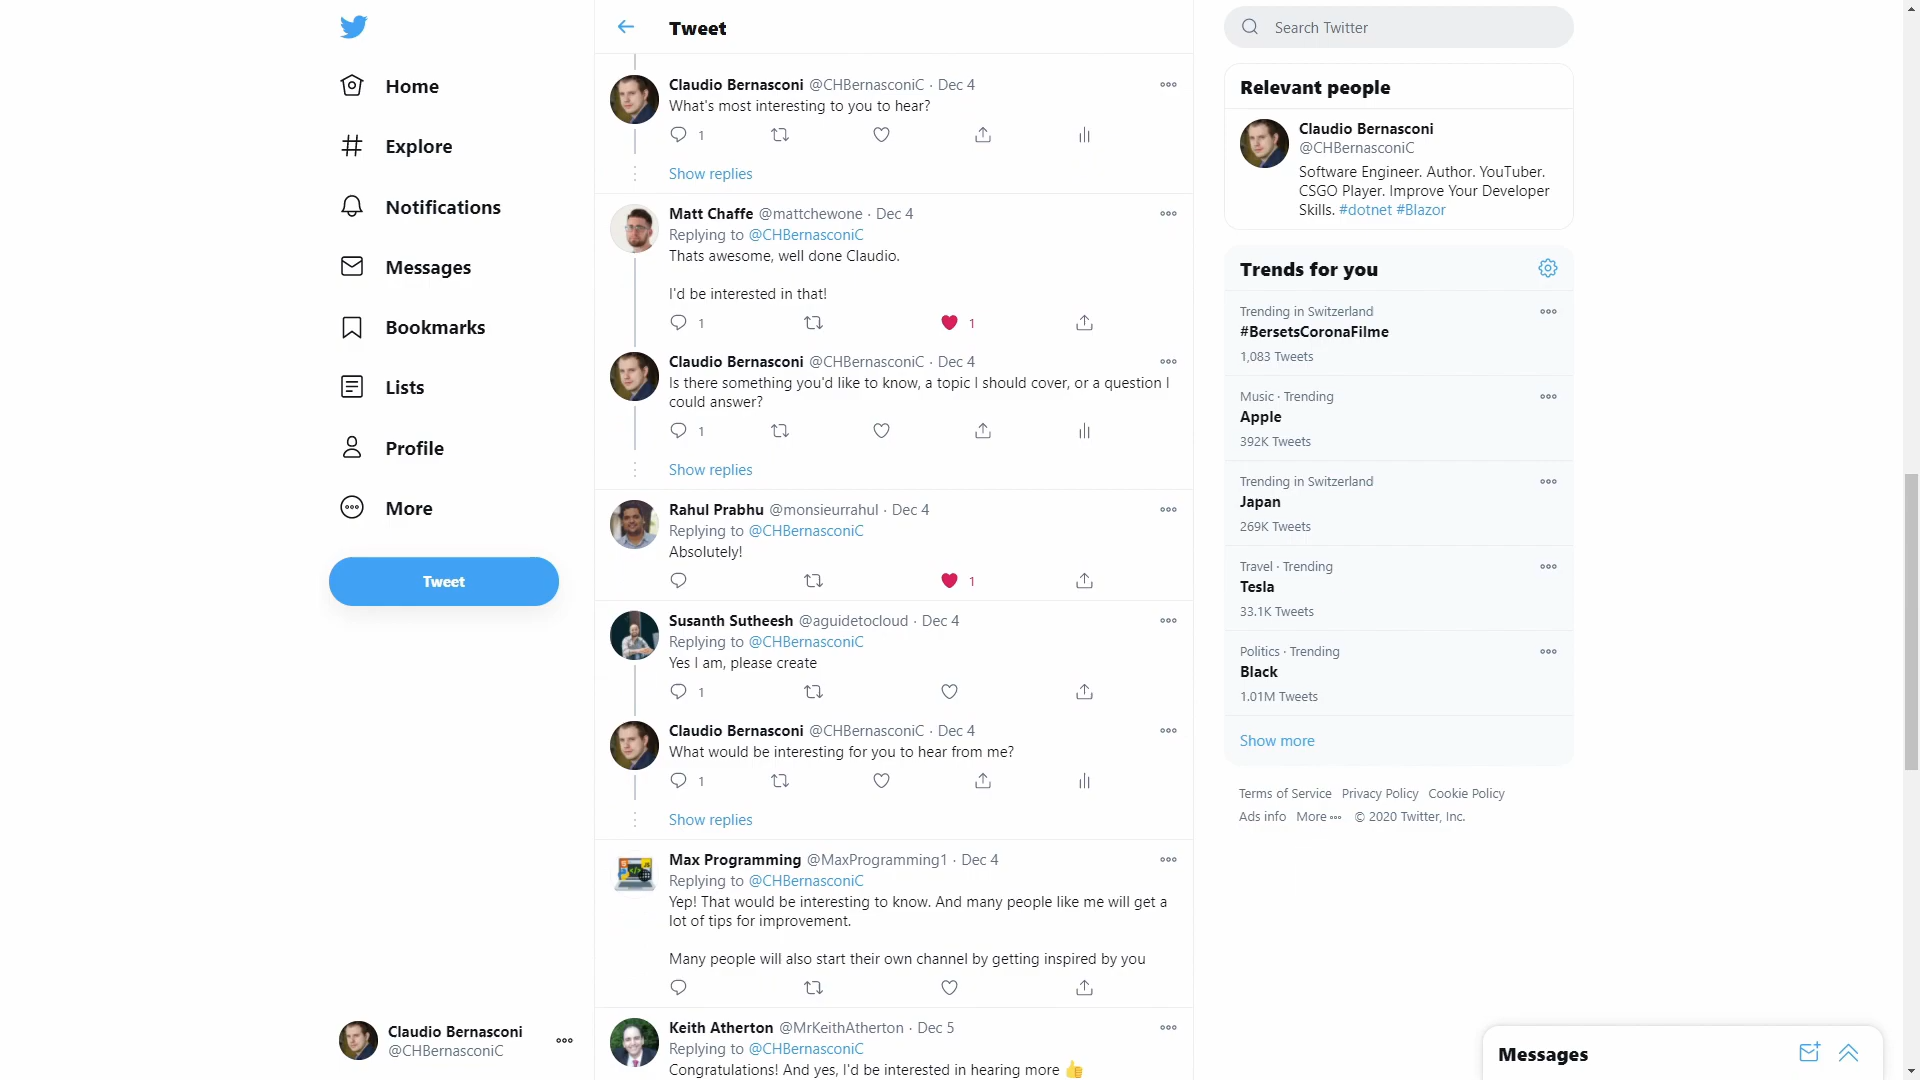 Home
Explore
Notifications
Messages
Bookmarks
Lists
Profile
More
Tweet
Claudio Bernasconi
@CHBernasconiC
Tweet
Claudio Bernasconi @CHBernasconiC · Dec 4
What's most interesting to you to hear?
1
Show replies
Matt Chaffe @mattchewone · Dec 4
Replying to @CHBernasconiC
Thats awesome, well done Claudio.
I'd be interested in that!
1 1
Claudio Bernasconi @CHBernasconiC · Dec 4
Is there something you'd like to know, a topic I should cover, or a question I
could answer?
1
Show replies
Rahul Prabhu @monsieurrahul · Dec 4
Replying to @CHBernasconiC
Absolutely!
1
Susanth Sutheesh @aguidetocloud · Dec 4
Replying to @CHBernasconiC
Yes I am, please create
1
Claudio Bernasconi @CHBernasconiC · Dec 4
What would be interesting for you to hear from me?
1
Show replies
Max Programming @MaxProgramming1 · Dec 4
Replying to @CHBernasconiC
Yep! That would be interesting to know. And many people like me will get a
lot of tips for improvement.
Many people will also start their own channel by getting inspired by you
Keith Atherton @MrKeithAtherton · Dec 5
Replying to @CHBernasconiC
Congratulations! And yes, I'd be interested in hearing more 👍
Search Twitter
Relevant people
Claudio Bernasconi
@CHBernasconiC
Software Engineer. Author. YouTuber.
CSGO Player. Improve Your Developer
Skills. #dotnet #Blazor
Trends for you
Trending in Switzerland
#BersetsCoronaFilme
1,083 Tweets
Music · Trending
Apple
392K Tweets
Trending in Switzerland
Japan
269K Tweets
Travel · Trending
Tesla
33.1K Tweets
Politics · Trending
Black
1.01M Tweets
Show more
Terms of Service Privacy Policy Cookie Policy
Ads info More © 2020 Twitter, Inc.
Messages